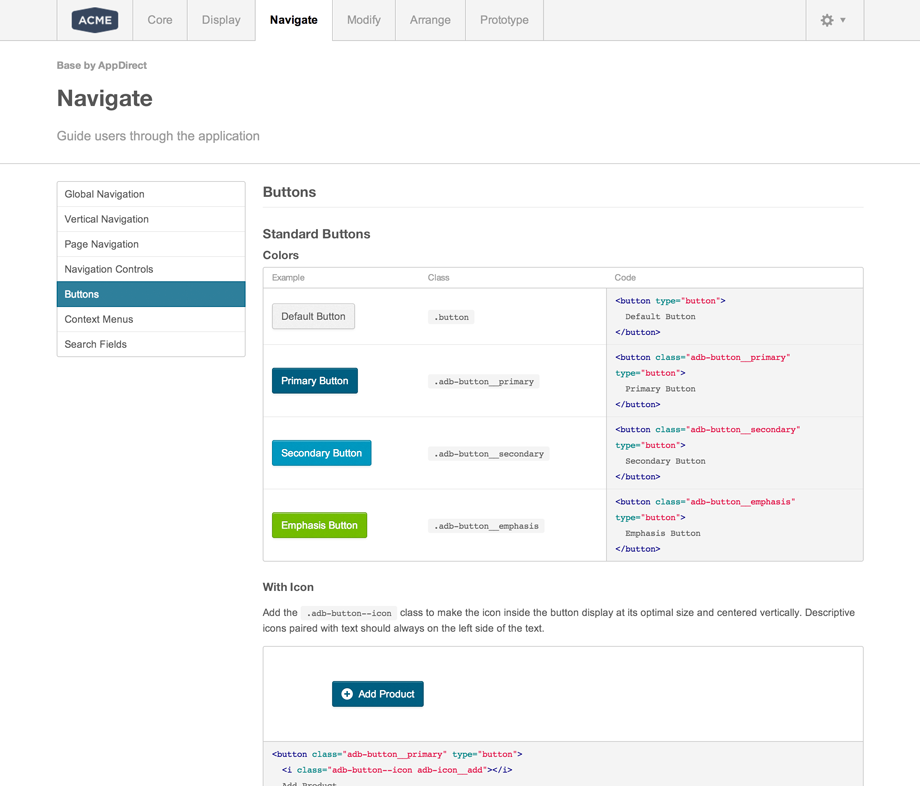 ACME Core Display Navigate Modify Arrange Prototype
Base by AppDirect
Navigate
Guide users through the application
Global Navigation
Vertical Navigation
Page Navigation
Navigation Controls
Buttons
Context Menus
Search Fields
Buttons
Standard Buttons
Colors
Example Class Code
Default Button .button
<button type="button">
Default Button
</button>
Primary Button .adb-button__primary
<button class="adb-button__primary"
type="button">
Primary Button
</button>
Secondary Button .adb-button__secondary
<button class="adb-button__secondary"
type="button">
Secondary Button
</button>
Emphasis Button .adb-button__emphasis
<button class="adb-button__emphasis"
type="button">
Emphasis Button
</button>
With Icon
Add the .adb-button--icon class to make the icon inside the button display at its optimal size and centered vertically. Descriptive
icons paired with text should always on the left side of the text.
Add Product
<button class="adb-button__primary" type="button">
<i class="adb-button--icon adb-icon__add"></i>
Add Product